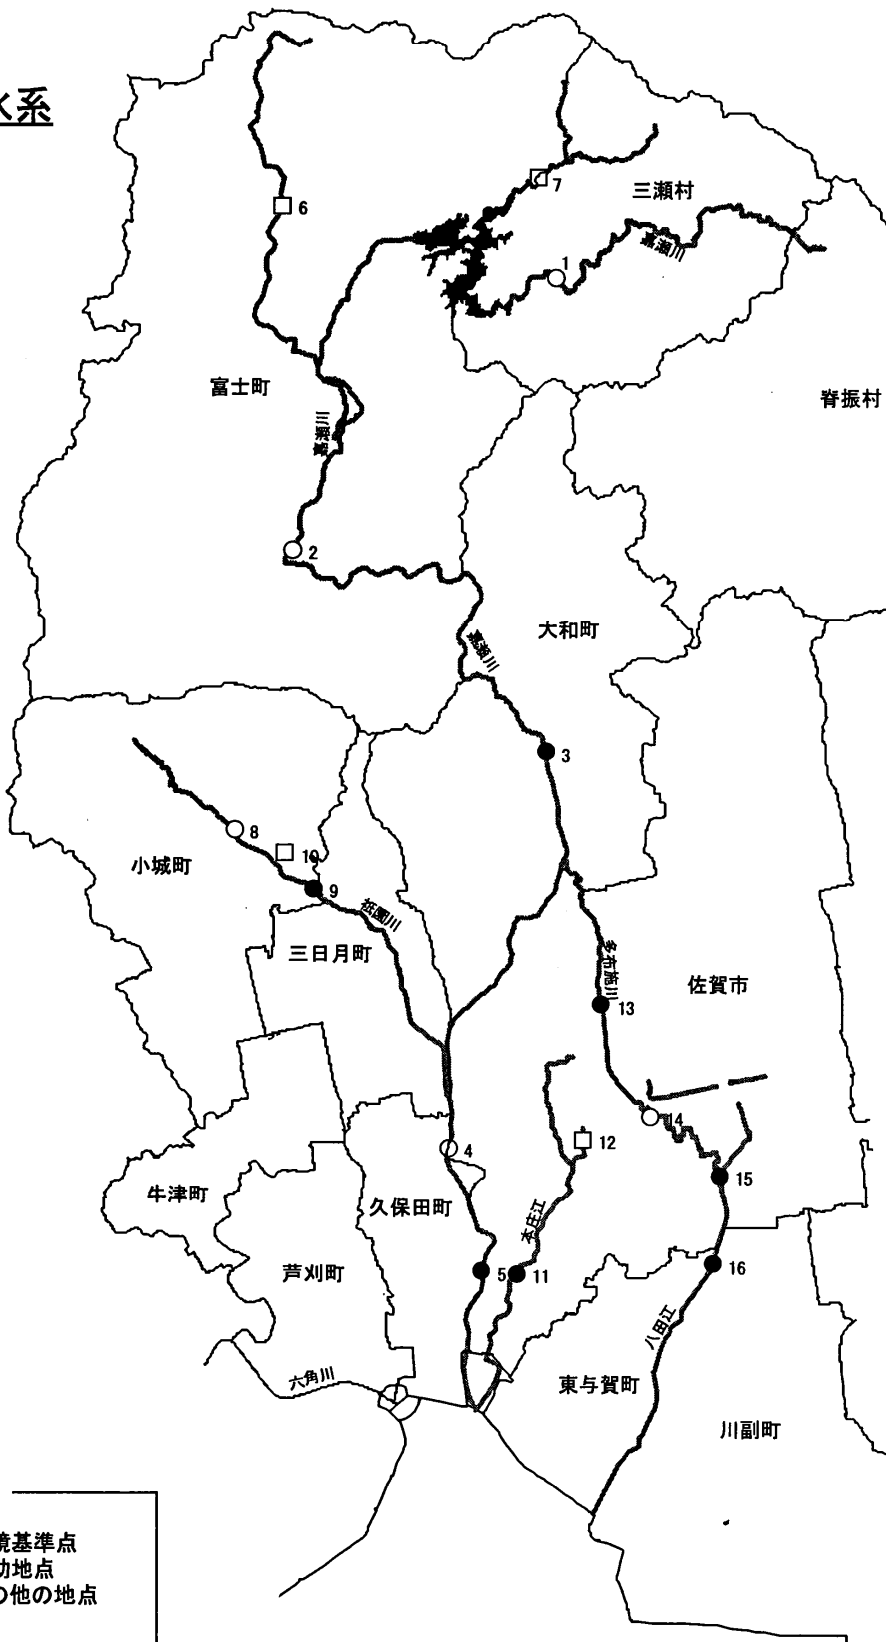 水系
6
7
三瀬村
嘉瀬川
1
富士町
脊振村
嘉瀬川
2
大和町
嘉瀬川
3
8
10
小城町
9
祇園川
三日月町
多布施川
佐賀市
13
14
12
4
15
牛津町
久保田町
本庄江
芦刈町
5
11
16
八田江
六角川
東与賀町
川副町
境基準点
助地点
の他の地点